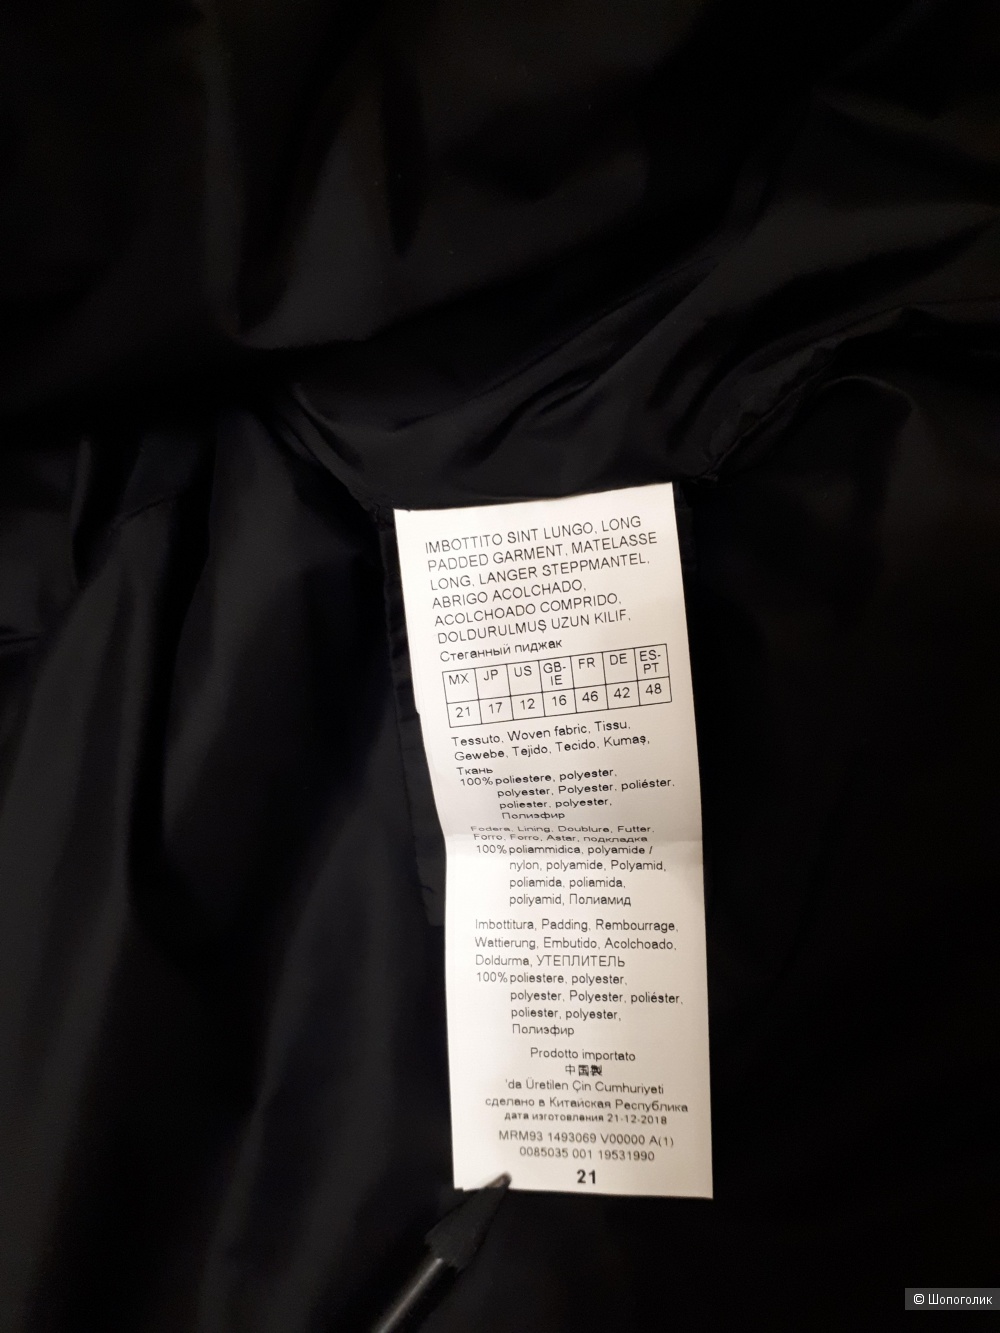 IMBOTTITO SINT LUNGO, LONG
PADDED GARMENT, MATELASSE
LONG, LANGER STEPPMANTEL,
ABRIGO ACOLCHADO,
ACOLCHOADO COMPRIDO,
DOLDURULMUŞ UZUN KILIF,
Стеганный пиджак
MX JP US GB-IE FR DE ES-PT
21 17 12 16 46 42 48
Tessuto, Woven fabric, Tissu,
Gewebe, Tejido, Tecido, Kumaş,
Ткань
100% poliestere, polyester,
polyester, Polyester, poliéster,
poliester, polyester,
Полиэфир
Fodera, Lining, Doublure, Futter,
Forro, Forro, Astar, подкладка
100% poliammidica, polyamide /
nylon, polyamide, Polyamid,
poliamida, poliamida,
poliyamid, Полиамид
Imbottitura, Padding, Rembourrage,
Wattierung, Embutido, Acolchoado,
Doldurma, УТЕПЛИТЕЛЬ
100% poliestere, polyester,
polyester, Polyester, poliéster,
poliester, polyester,
Полиэфир
Prodotto importato
中国製
'da Üretilen Çin Cumhuriyeti
сделано в Китайская Республика
дата изготовления 21-12-2018
MRM93 1493069 V00000 A(1)
0085035 001 19531990
21
© Шопоголик